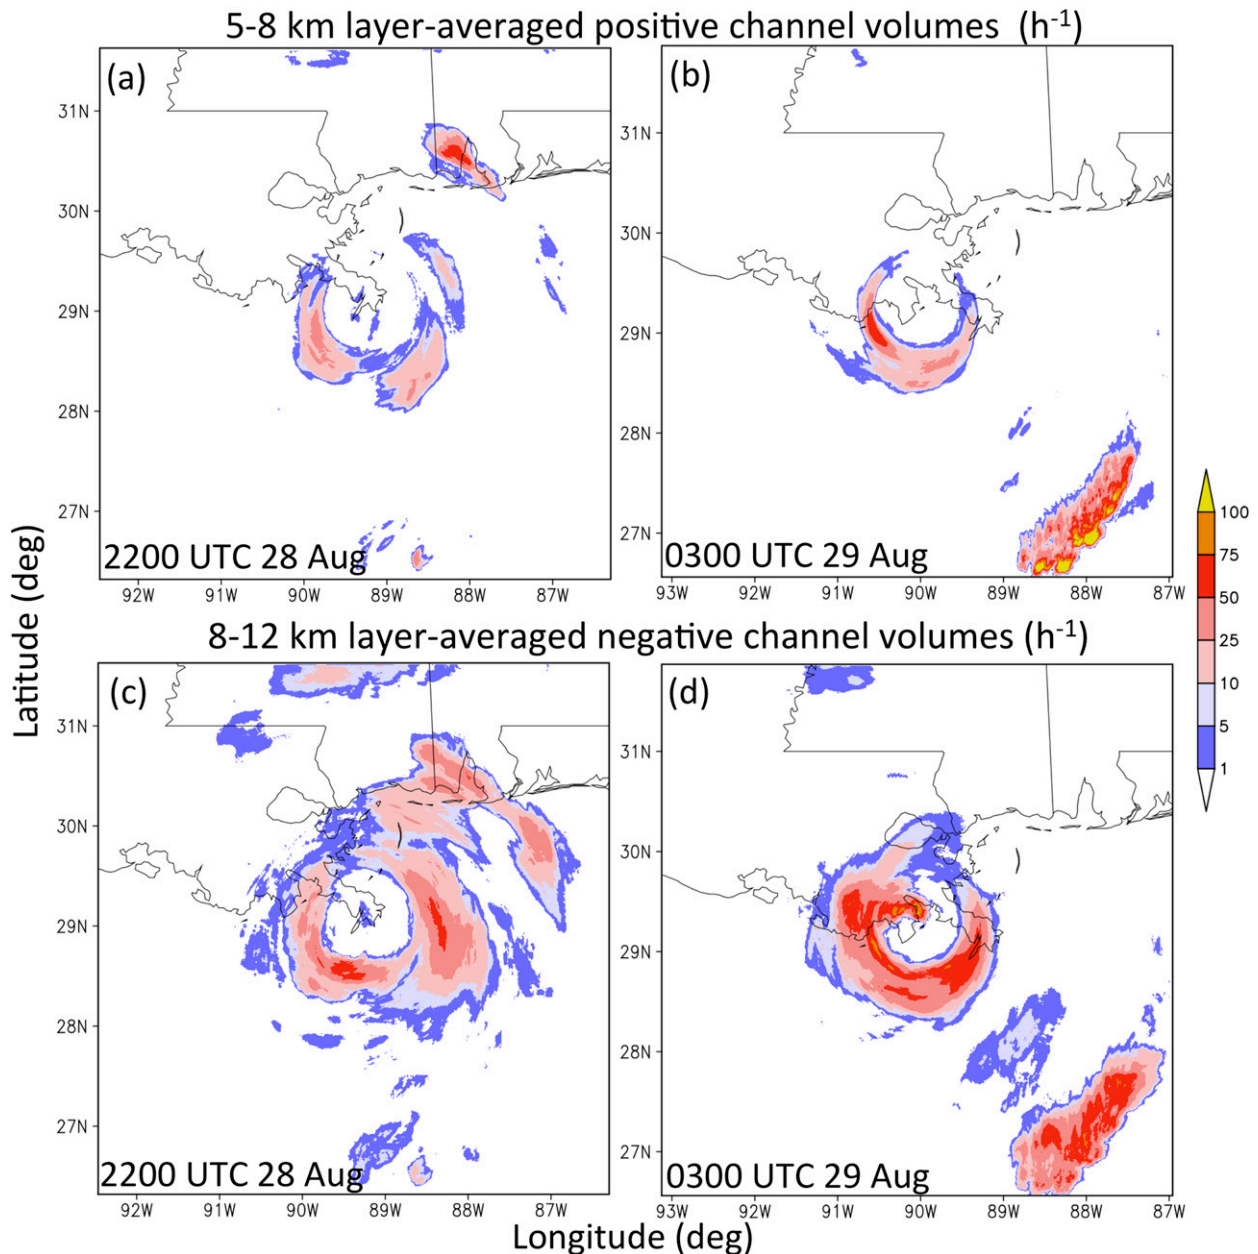 5-8 km layer-averaged positive channel volumes (h-1)
(a)
(b)
31N
30N
29N
28N
27N
31N
30N
29N
28N
27N
2200 UTC 28 Aug
0300 UTC 29 Aug
92W 91W 90W 89W 88W 87W
93W 92W 91W 90W 89W 88W 87W
8-12 km layer-averaged negative channel volumes (h-1)
(c)
(d)
31N
30N
29N
28N
27N
31N
30N
29N
28N
27N
2200 UTC 28 Aug
0300 UTC 29 Aug
92W 91W 90W 89W 88W 87W
93W 92W 91W 90W 89W 88W 87W
Latitude (deg)
Longitude (deg)
100
75
50
25
10
5
1